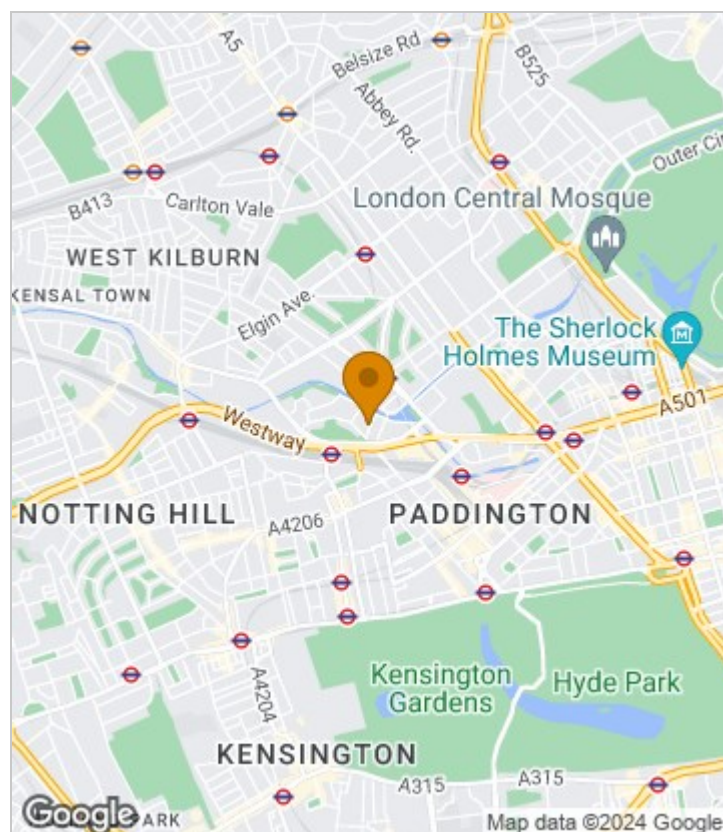 A5
Belsize Rd
B525
Abbey Rd.
Outer Cir
London Central Mosque
B413
Carlton Vale
WEST KILBURN
KENSAL TOWN
Elgin Ave.
The Sherlock
Holmes Museum
A501
Westway
NOTTING HILL
A4206
PADDINGTON
A4204
Kensington
Gardens
Hyde Park
KENSINGTON
A315
A315
Google
PARK
Map data ©2024 Google